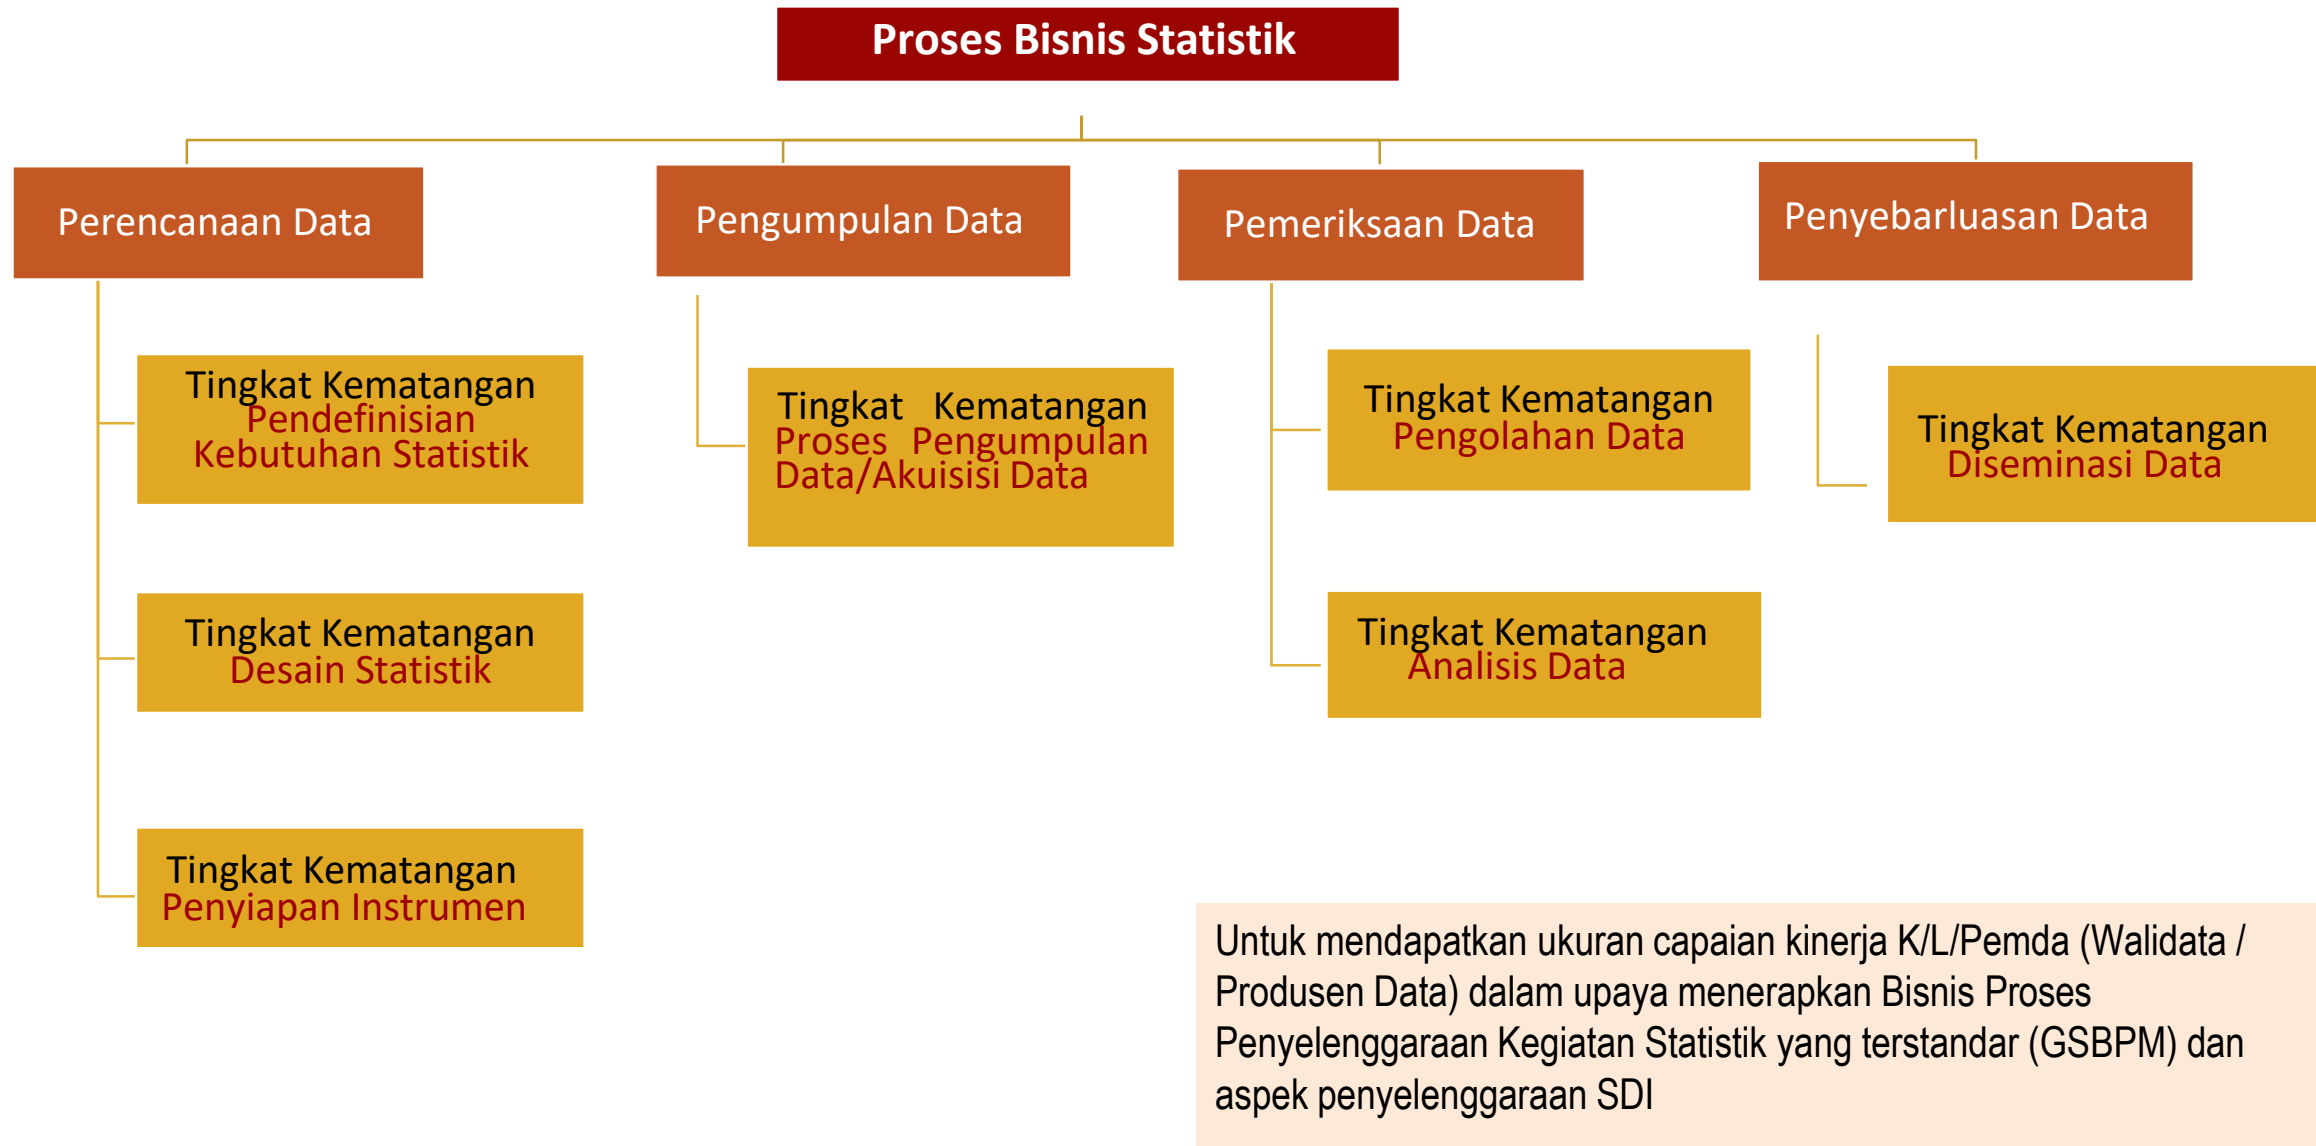 Proses Bisnis Statistik
Perencanaan Data
Pengumpulan Data
Pemeriksaan Data
Penyebarluasan Data
Tingkat Kematangan
Pendefinisian
Kebutuhan Statistik
Tingkat Kematangan
Desain Statistik
Tingkat Kematangan
Penyiapan Instrumen
Tingkat Kematangan
Proses Pengumpulan
Data/Akuisisi Data
Tingkat Kematangan
Pengolahan Data
Tingkat Kematangan
Analisis Data
Tingkat Kematangan
Diseminasi Data
Untuk mendapatkan ukuran capaian kinerja K/L/Pemda (Walidata /
Produsen Data) dalam upaya menerapkan Bisnis Proses
Penyelenggaraan Kegiatan Statistik yang terstandar (GSBPM) dan
aspek penyelenggaraan SDI